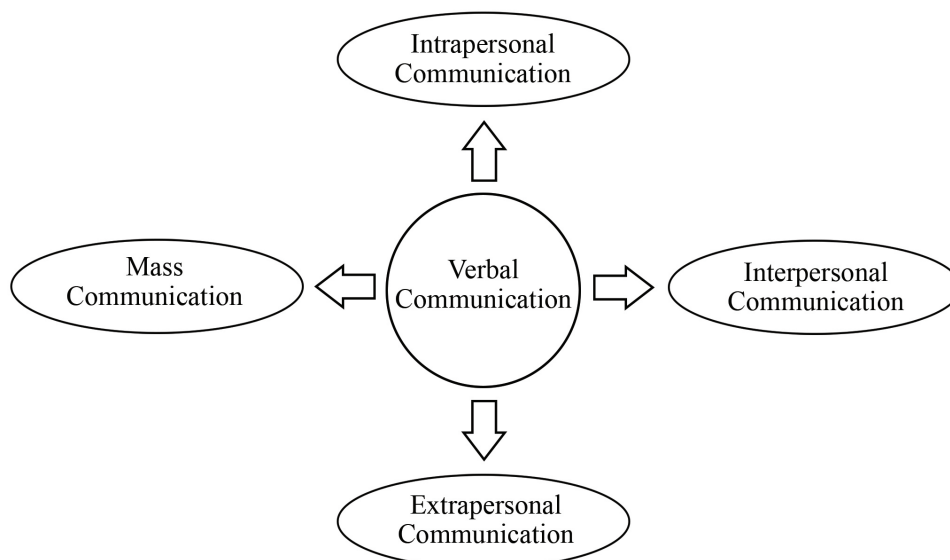 Intrapersonal
Communication
Mass
Communication
Verbal
Communication
Interpersonal
Communication
Extrapersonal
Communication